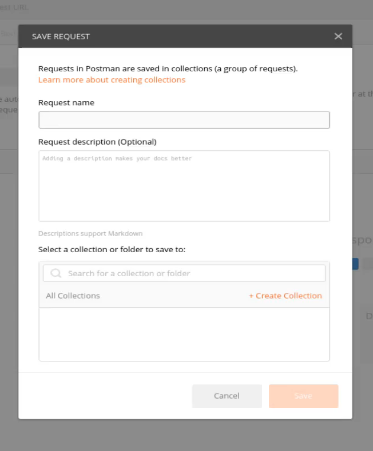 SAVE REQUEST
Requests in Postman are saved in collections (a group of requests).
Learn more about creating collections
Request name
Request description (Optional)
Adding a description makes your docs better
Descriptions support Markdown
Select a collection or folder to save to:
Search for a collection or folder
All Collections
+ Create Collection
Cancel
Save